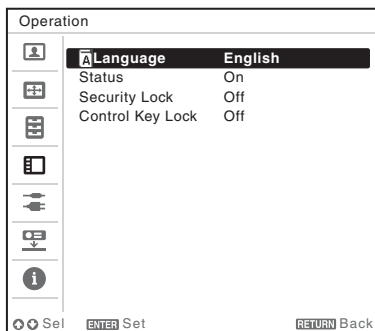 Operation
A Language English
Status On
Security Lock Off
Control Key Lock Off
i
Sel ENTER Set RETURN Back